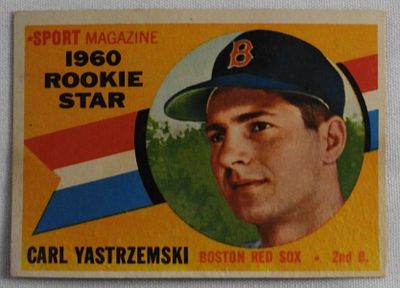 SPORT MAGAZINE
1960
ROOKIE
STAR
B
CARL YASTRZEMSKI BOSTON RED SOX • 2nd B.